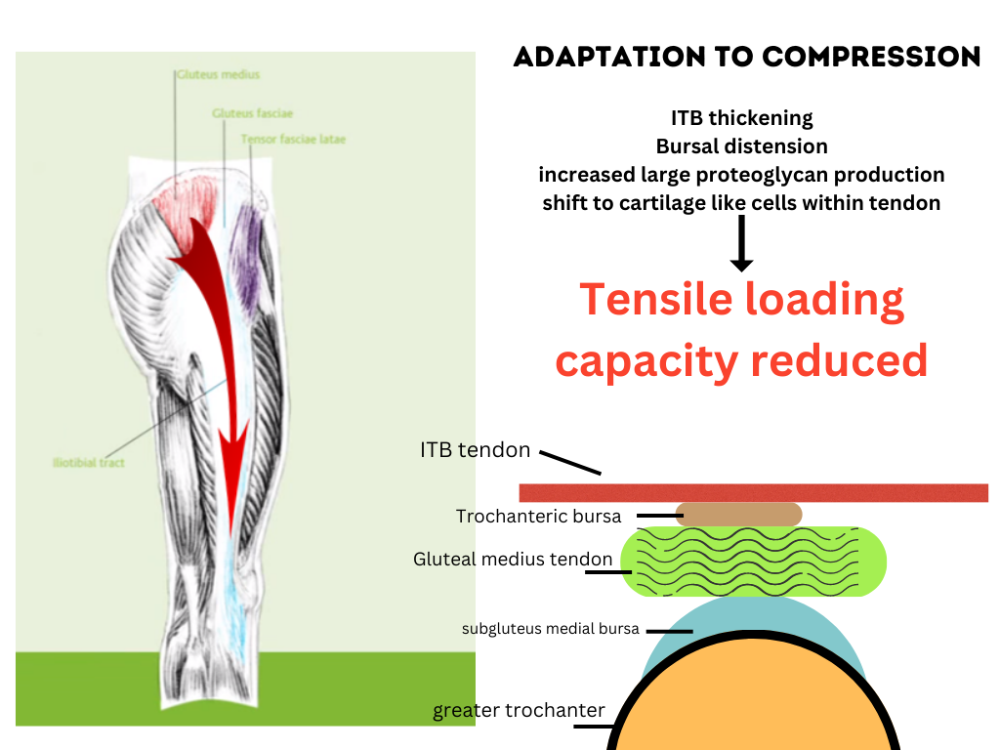 Gluteus medius
Gluteus fasciae
Tensor fasciae latae
Iliotibial tract
ADAPTATION TO COMPRESSION
ITB thickening
Bursal distension
increased large proteoglycan production
shift to cartilage like cells within tendon
Tensile loading
capacity reduced
ITB tendon
Trochanteric bursa
Gluteal medius tendon
subgluteus medial bursa
greater trochanter